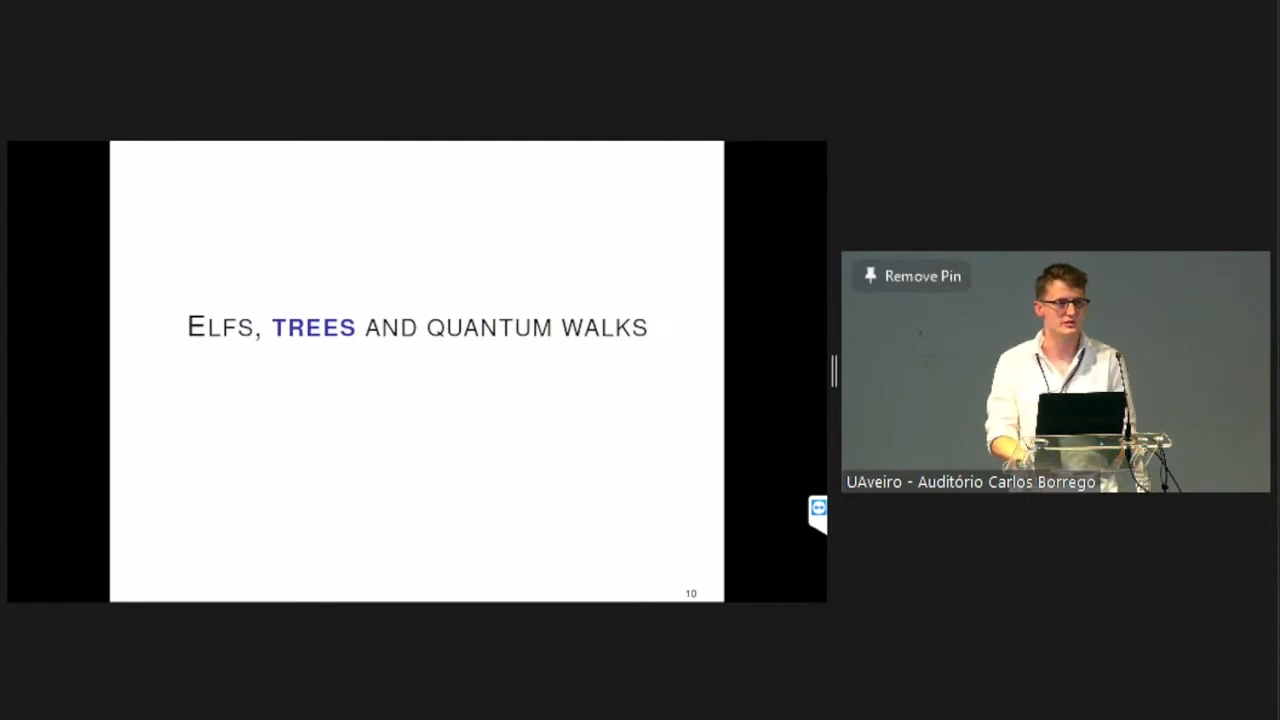 ELFS, TREES AND QUANTUM WALKS
10
Remove Pin
UAveiro - Auditório Carlos Borrego